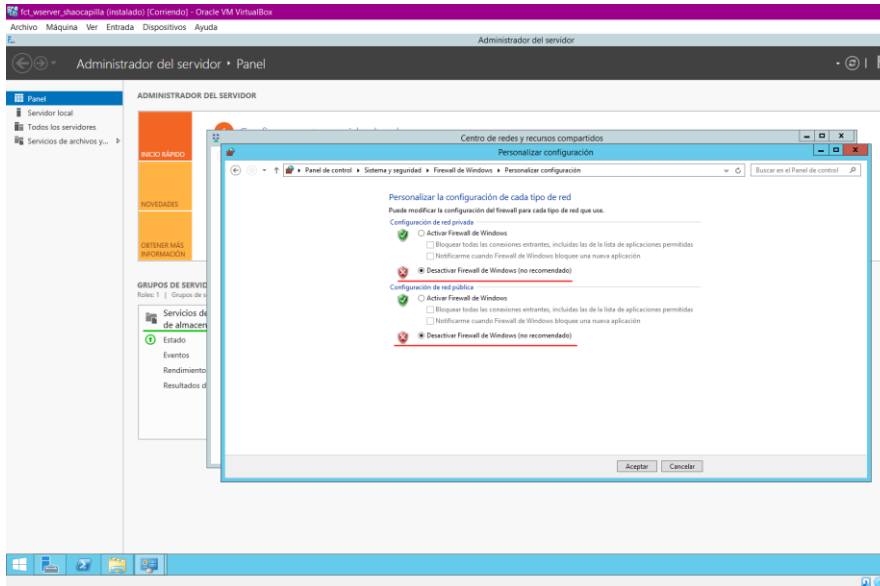 fct_wserver_shaocapilla (instalado) [Corriendo] - Oracle VM VirtualBox
Archivo Máquina Ver Entrada Dispositivos Ayuda
Administrador del servidor
Administrador del servidor • Panel
Panel
Servidor local
Todos los servidores
Servicios de archivos y...
ADMINISTRADOR DEL SERVIDOR
INICIO RÁPIDO
NOVEDADES
OBTENER MÁS
INFORMACIÓN
GRUPOS DE SERVID
Roles: 1 | Grupos de s
Servicios de
de almacen
Estado
Eventos
Rendimiento
Resultados d
Centro de redes y recursos compartidos
Personalizar configuración
Panel de control Sistema y seguridad Firewall de Windows Personalizar configuración
Buscar en el Panel de control
Personalizar la configuración de cada tipo de red
Puede modificar la configuración del firewall para cada tipo de red que use.
Configuración de red privada
Activar Firewall de Windows
Bloquear todas las conexiones entrantes, incluidas las de la lista de aplicaciones permitidas
Notificarme cuando Firewall de Windows bloquee una nueva aplicación
Desactivar Firewall de Windows (no recomendado)
Configuración de red pública
Activar Firewall de Windows
Bloquear todas las conexiones entrantes, incluidas las de la lista de aplicaciones permitidas
Notificarme cuando Firewall de Windows bloquee una nueva aplicación
Desactivar Firewall de Windows (no recomendado)
Aceptar Cancelar